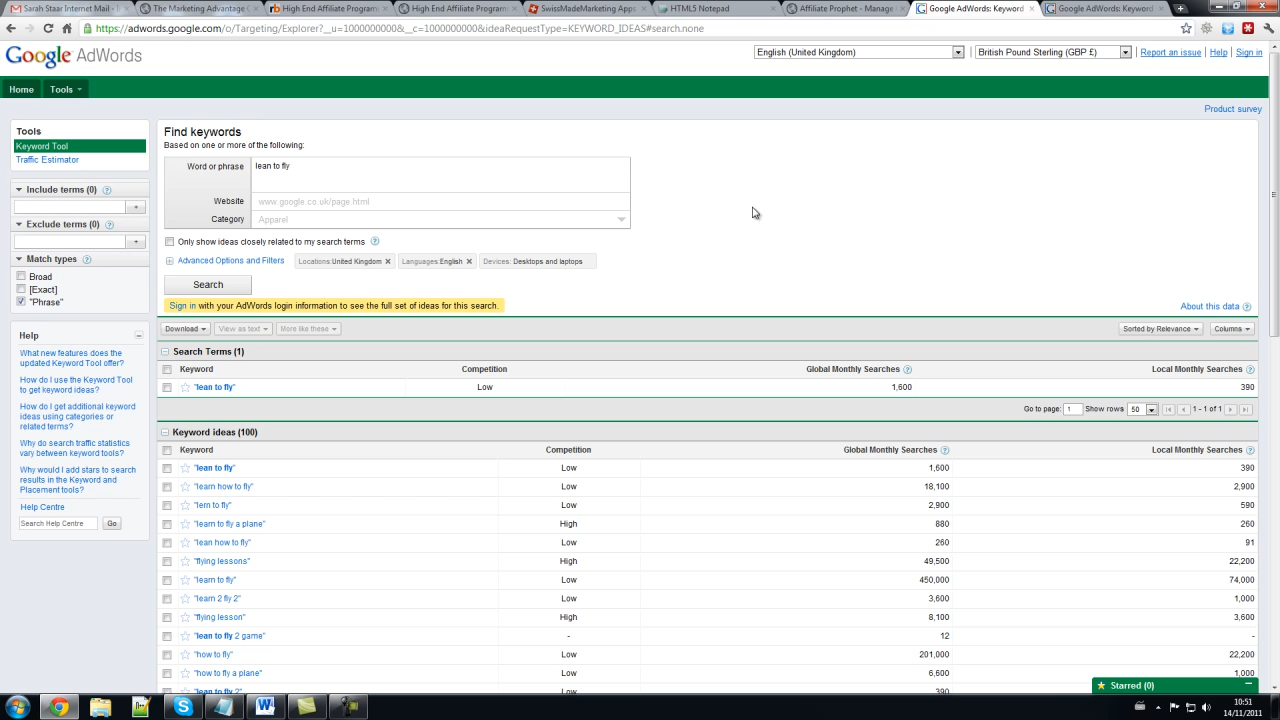 Sarah Staar Internet Mail -
The Marketing Advantage
High End Affiliate Program
High End Affiliate Program
SwissMadeMarketing App
HTML5 Notepad
Affiliate Prophet - Manage
Google AdWords: Keyword
Google AdWords: Keyword
https://adwords.google.com/o/Targeting/Explorer?__u=1000000000&__c=1000000000&ideaRequestType=KEYWORD_IDEAS#search.none
Google AdWords
English (United Kingdom)
British Pound Sterling (GBP £)
Report an issue
Help
Sign in
Home
Tools
Product survey
Tools
Keyword Tool
Traffic Estimator
Include terms (0)
Exclude terms (0)
Match types
Broad
[Exact]
"Phrase"
Help
What new features does the
updated Keyword Tool offer?
How do I use the Keyword Tool
to get keyword ideas?
How do I get additional keyword
ideas using categories or
related terms?
Why do search traffic statistics
vary between keyword tools?
Why would I add stars to search
results in the Keyword and
Placement tools?
Help Centre
Search Help Centre
Go
Find keywords
Based on one or more of the following:
Word or phrase
lean to fly
Website
www.google.co.uk/page.html
Category
Apparel
Only show ideas closely related to my search terms
Advanced Options and Filters
Locations: United Kingdom
Languages: English
Devices: Desktops and laptops
Search
Sign in with your AdWords login information to see the full set of ideas for this search.
About this data
Download
View as text
More like these
Sorted by Relevance
Columns
Search Terms (1)
Keyword Competition Global Monthly Searches Local Monthly Searches
"lean to fly" Low 1,600 390
Go to page: 1 Show rows 50 1 - 1 of 1
Keyword ideas (100)
Keyword Competition Global Monthly Searches Local Monthly Searches
"lean to fly" Low 1,600 390
"learn how to fly" Low 18,100 2,900
"lern to fly" Low 2,900 590
"learn to fly a plane" High 880 260
"lean how to fly" Low 260 91
"flying lessons" High 49,500 22,200
"learn to fly" Low 450,000 74,000
"learn 2 fly 2" Low 3,600 1,000
"flying lesson" High 8,100 3,600
"lean to fly 2 game" - 12 -
"how to fly" Low 201,000 22,200
"how to fly a plane" Low 6,600 1,000
"lean to fly 2" Low 390
Starred (0)
10:51
14/11/2011